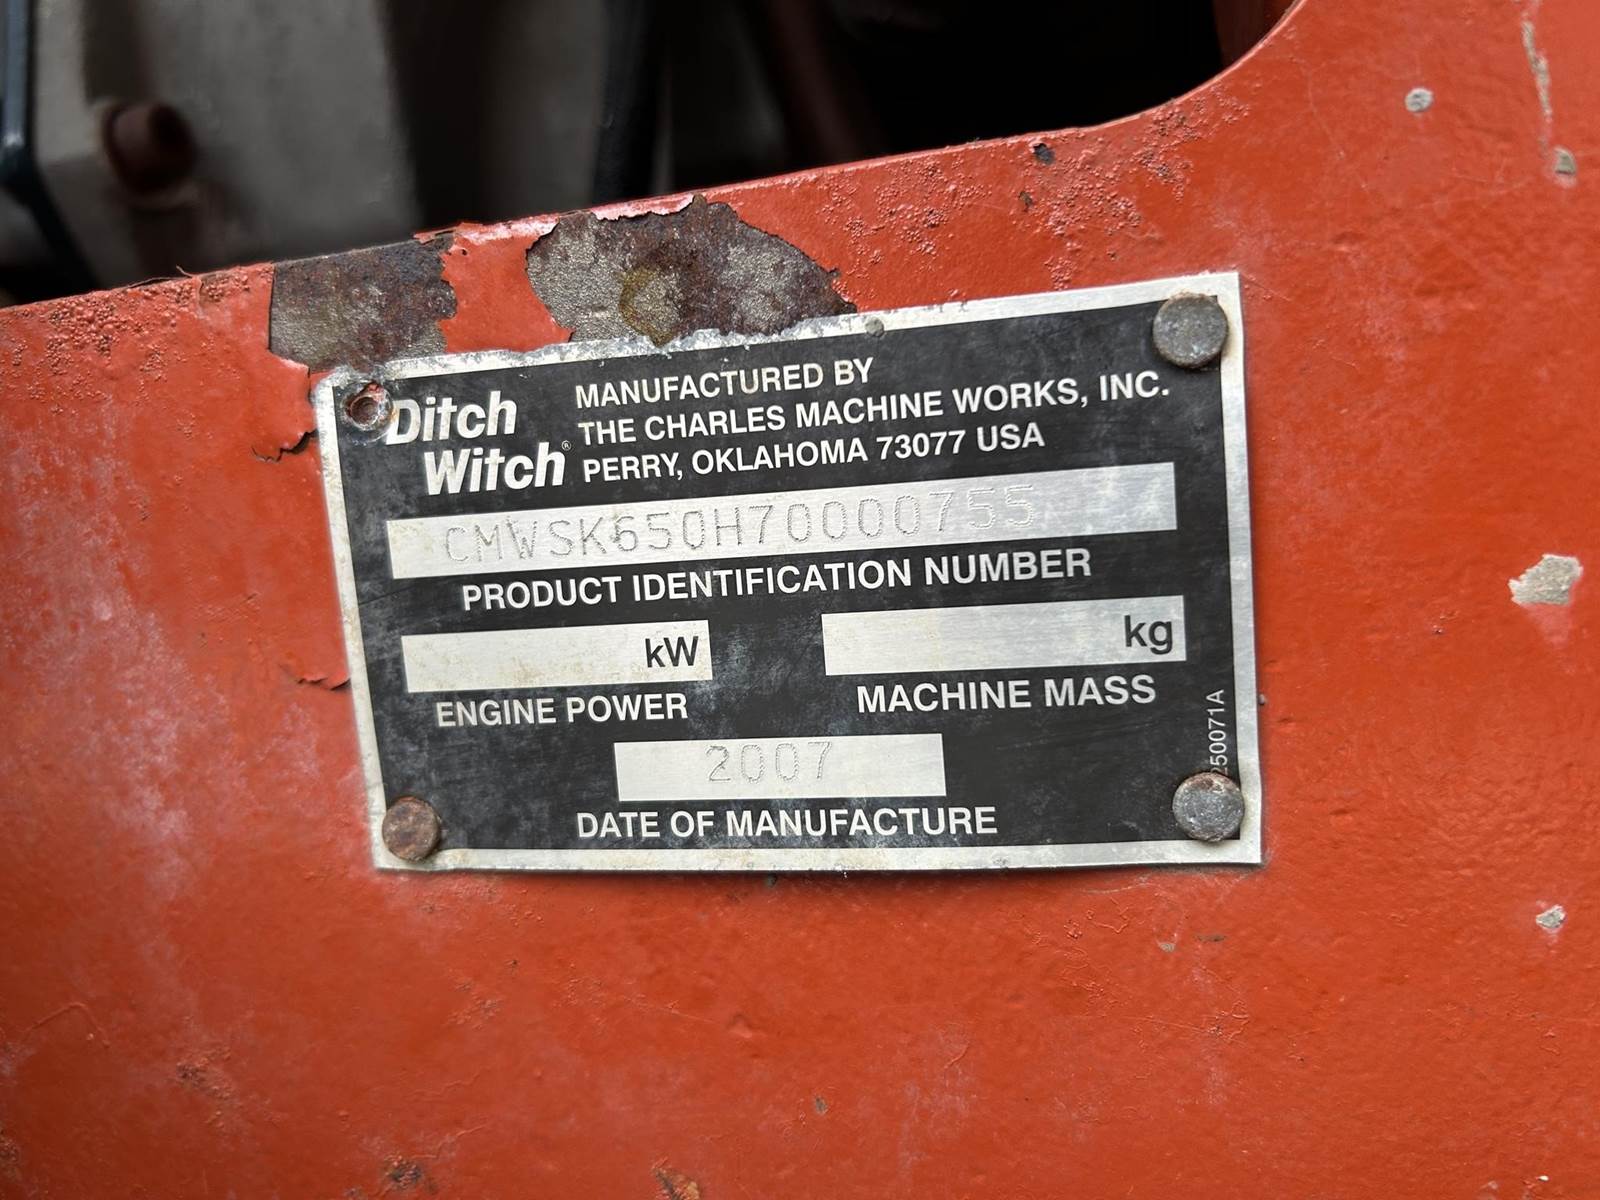 Ditch
Witch®
MANUFACTURED BY
THE CHARLES MACHINE WORKS, INC.
PERRY, OKLAHOMA 73077 USA
CMWSK650H70000755
PRODUCT IDENTIFICATION NUMBER
kW
ENGINE POWER
kg
MACHINE MASS
2007
DATE OF MANUFACTURE
250071A